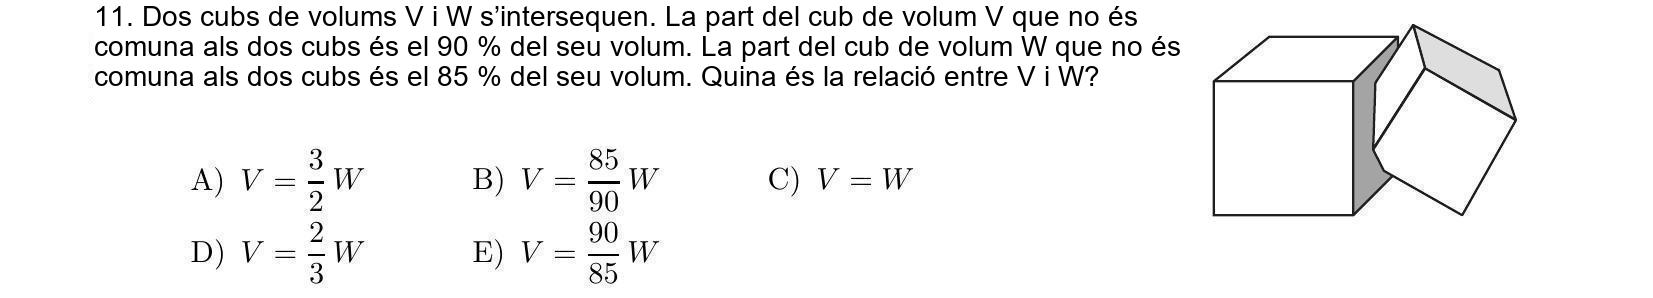 11. Dos cubs de volums V i W s’intersequen. La part del cub de volum V que no és
comuna als dos cubs és el 90 % del seu volum. La part del cub de volum W que no és
comuna als dos cubs és el 85 % del seu volum. Quina és la relació entre V i W?
A) V = 3/2 W B) V = 85/90 W C) V = W
D) V = 2/3 W E) V = 90/85 W